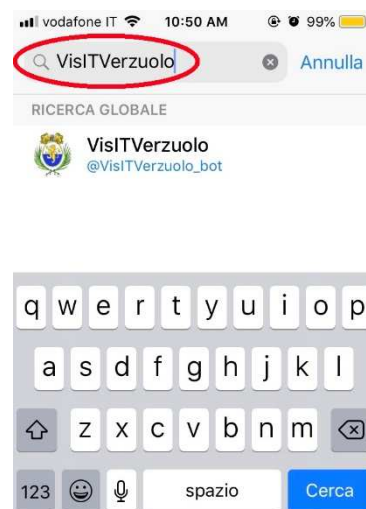 vodafone IT 10:50 AM 99%
VisITVerzuolo Annulla
RICERCA GLOBALE
VisITVerzuolo
@VisITVerzuolo_bot
q w e r t y u i o p
a s d f g h j k l
z x c v b n m
123 spazio Cerca